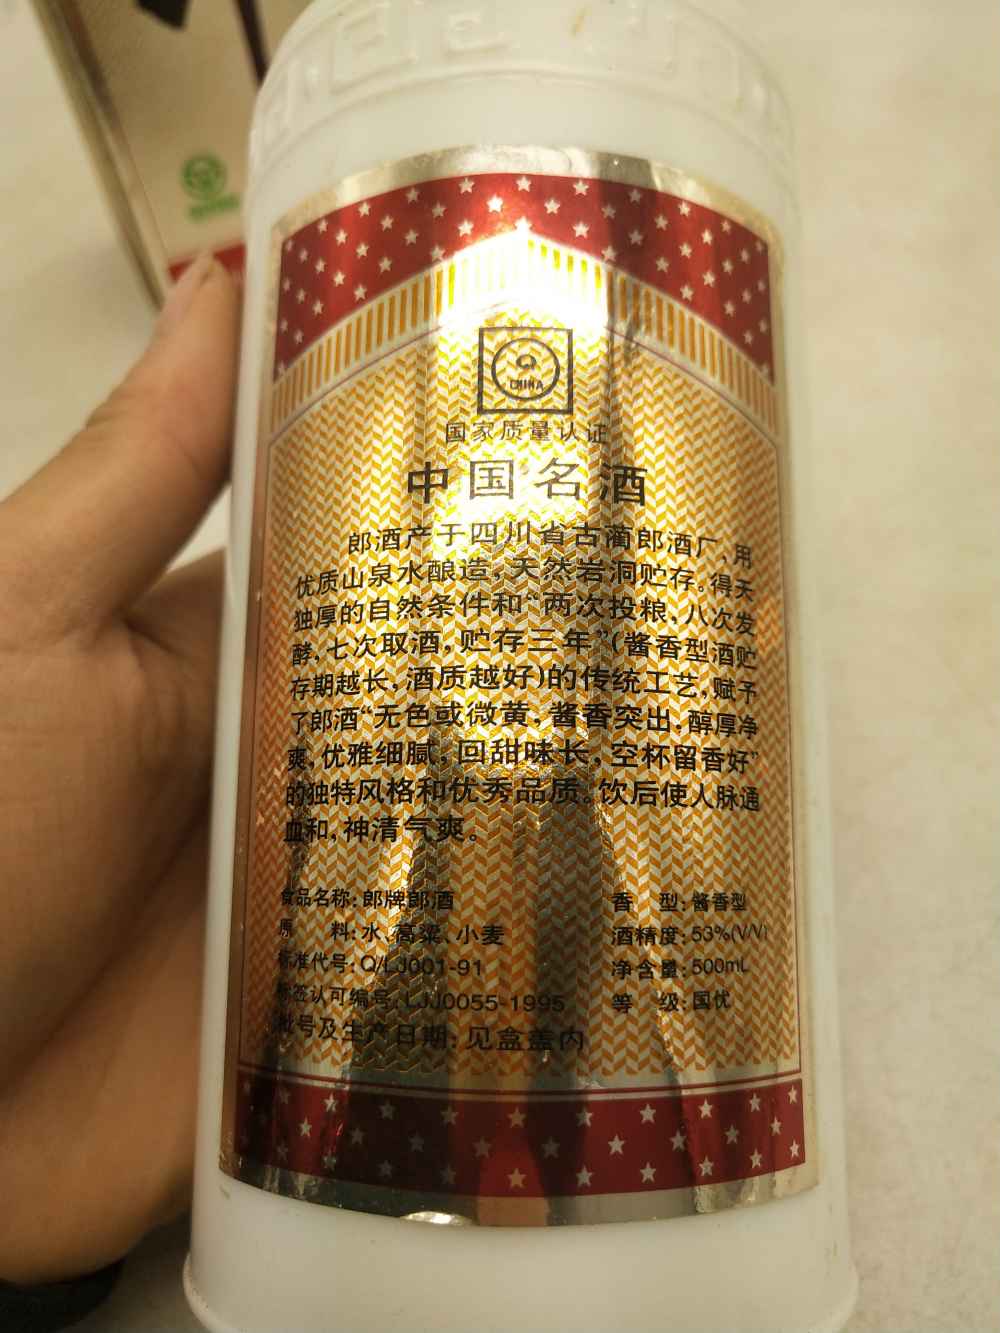 Q
CHINA
国家质量认证
中国名酒
郎酒产于四川省古蔺郎酒厂,用
优质山泉水酿造,天然岩洞贮存。得天
独厚的自然条件和“两次投粮,八次发
酵,七次取酒,贮存三年”(酱香型酒贮
存期越长,酒质越好)的传统工艺,赋予
了郎酒“无色或微黄,酱香突出,醇厚净
爽,优雅细腻,回甜味长,空杯留香好”
的独特风格和优秀品质。饮后使人脉通
血和,神清气爽。
食品名称:郎牌郎酒 香 型:酱香型
原 料:水、高粱、小麦 酒精度:53%(V/V)
标准代号:Q/LJ001-91 净含量:500mL
标签认可编号:LJJ0055-1995 等 级:国优
批号及生产日期:见盒盖内